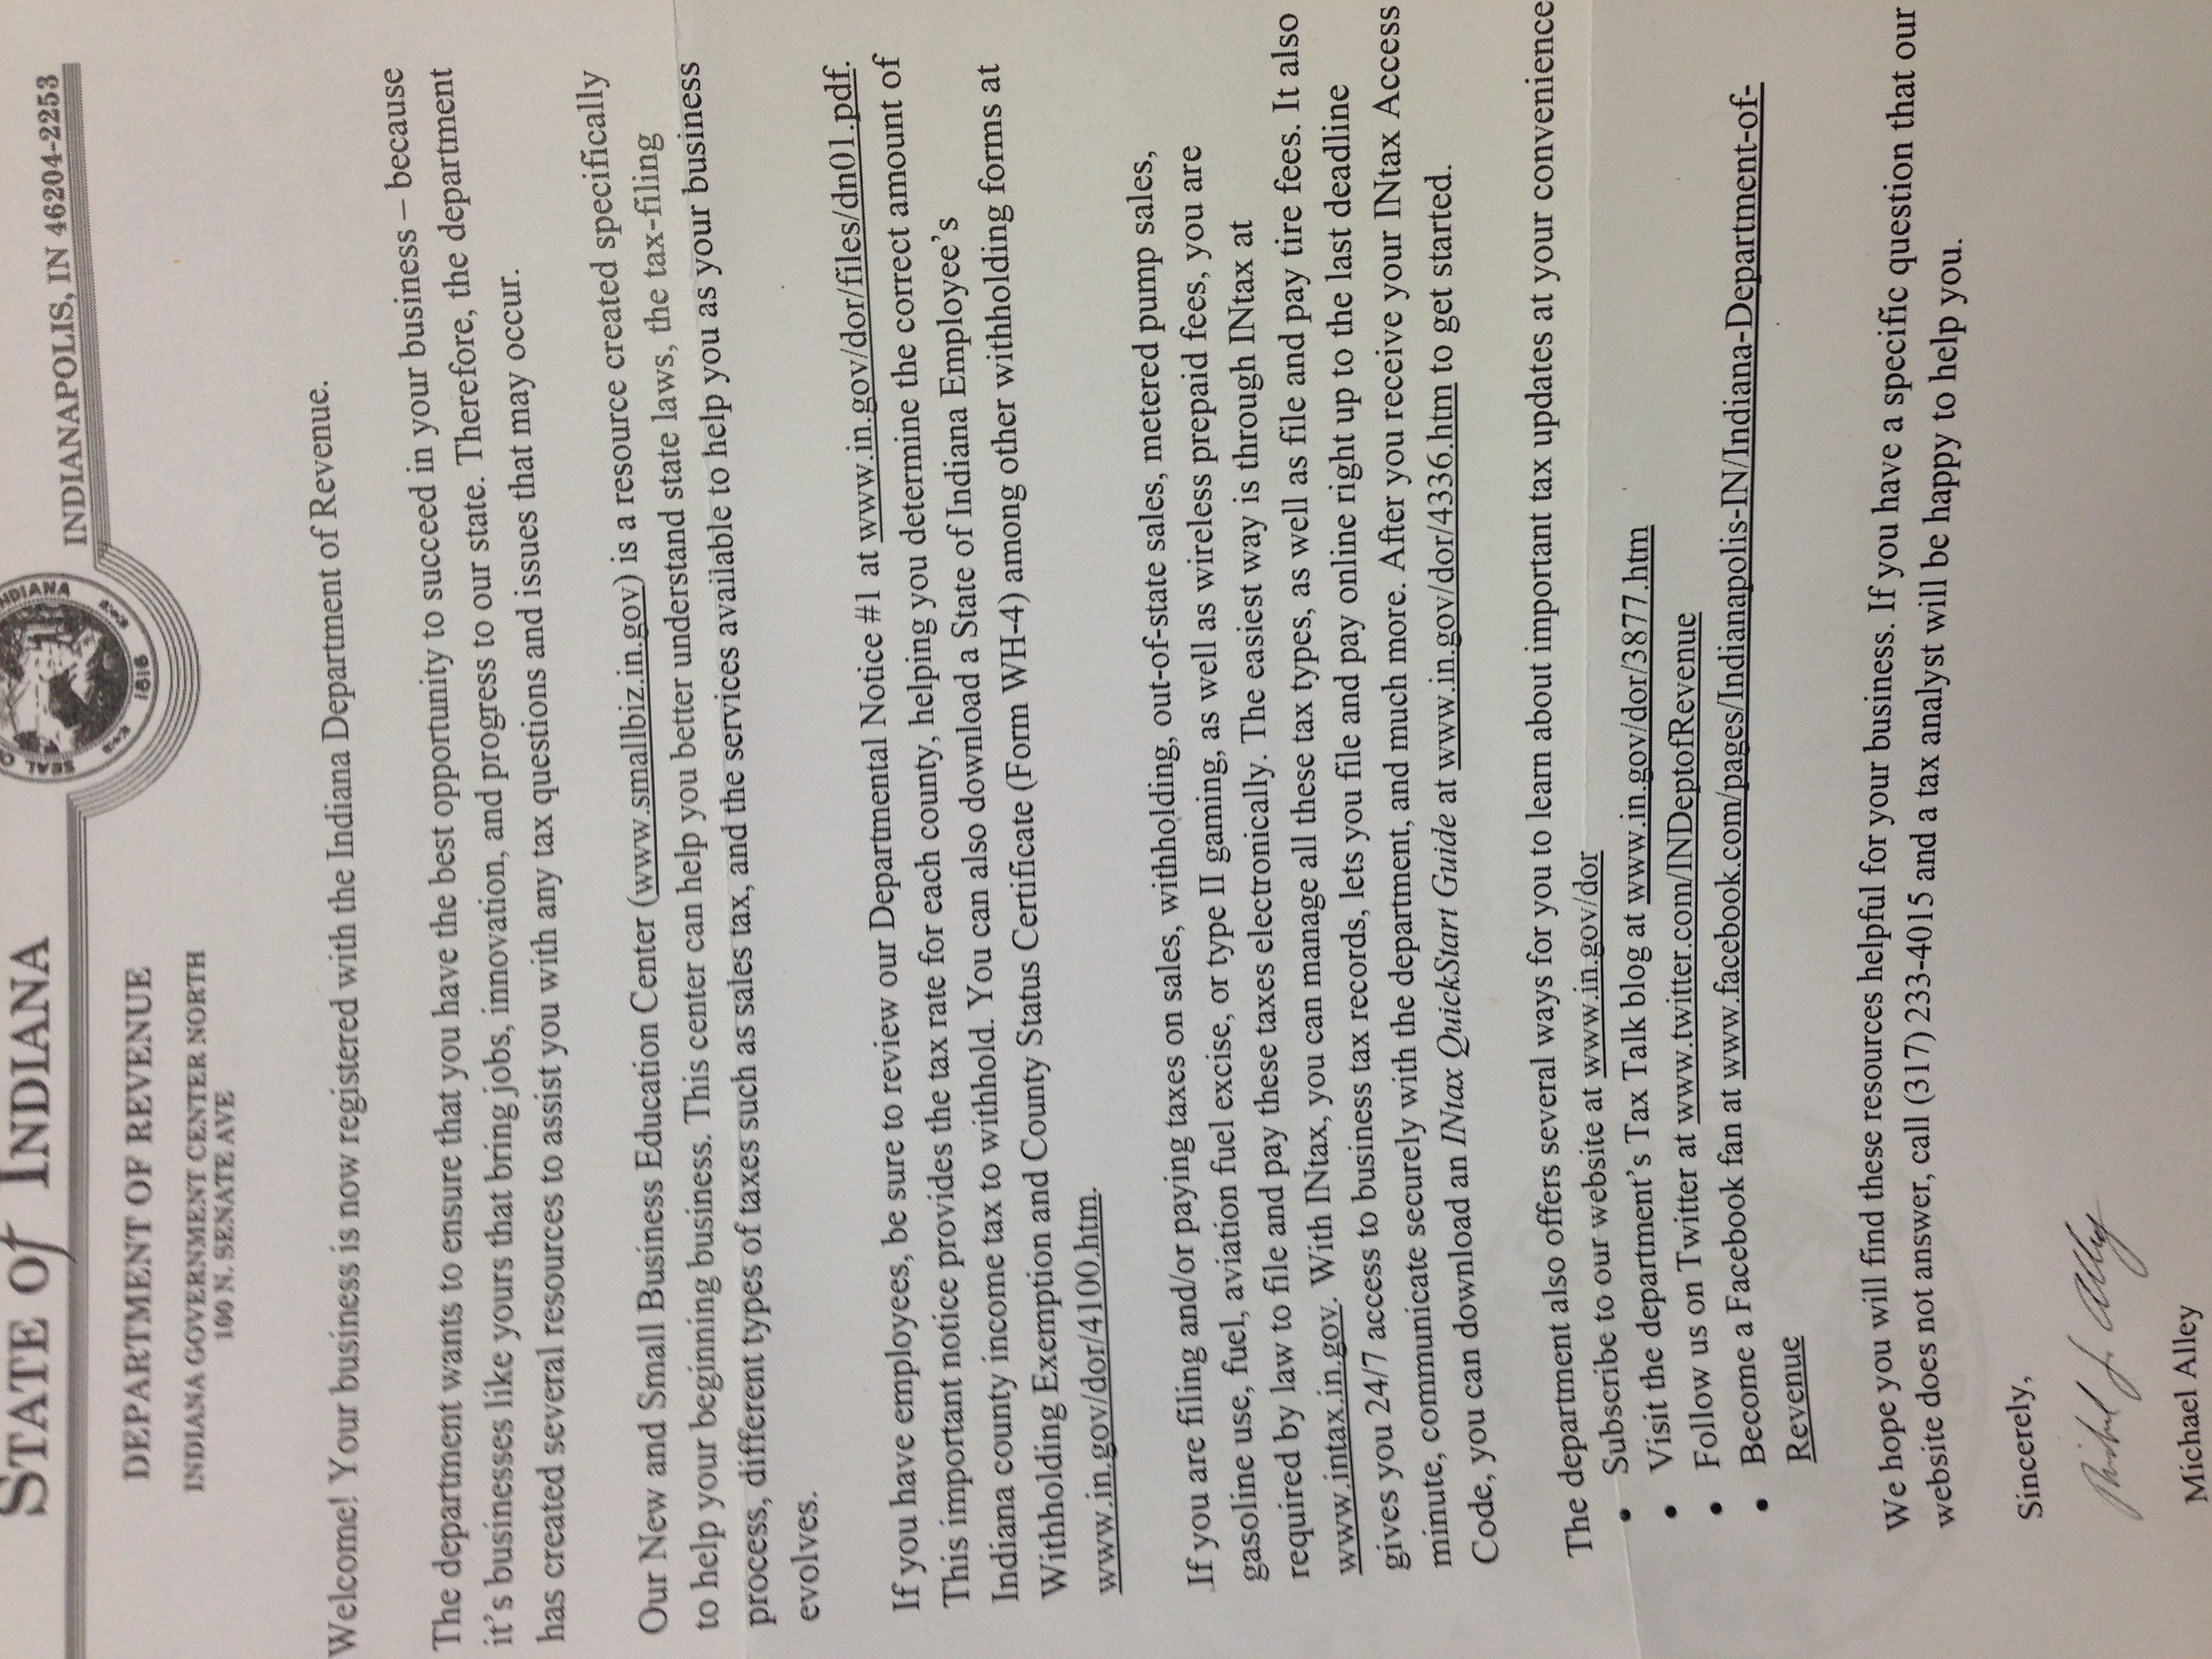 STATE of INDIANA
SEAL O INDIANA
1816
INDIANAPOLIS, IN 46204-2253
DEPARTMENT OF REVENUE
INDIANA GOVERNMENT CENTER NORTH
100 N. SENATE AVE
Welcome! Your business is now registered with the Indiana Department of Revenue.
The department wants to ensure that you have the best opportunity to succeed in your business – because
it's businesses like yours that bring jobs, innovation, and progress to our state. Therefore, the department
has created several resources to assist you with any tax questions and issues that may occur.
Our New and Small Business Education Center (www.smallbiz.in.gov) is a resource created specifically
to help your beginning business. This center can help you better understand state laws, the tax-filing
process, different types of taxes such as sales tax, and the services available to help you as your business
evolves.
If you have employees, be sure to review our Departmental Notice #1 at www.in.gov/dor/files/dn01.pdf.
This important notice provides the tax rate for each county, helping you determine the correct amount of
Indiana county income tax to withhold. You can also download a State of Indiana Employee's
Withholding Exemption and County Status Certificate (Form WH-4) among other withholding forms at
www.in.gov/dor/4100.htm.
If you are filing and/or paying taxes on sales, withholding, out-of-state sales, metered pump sales,
gasoline use, fuel, aviation fuel excise, or type II gaming, as well as wireless prepaid fees, you are
required by law to file and pay these taxes electronically. The easiest way is through INtax at
www.intax.in.gov. With INtax, you can manage all these tax types, as well as file and pay tire fees. It also
gives you 24/7 access to business tax records, lets you file and pay online right up to the last deadline
minute, communicate securely with the department, and much more. After you receive your INtax Access
Code, you can download an INtax QuickStart Guide at www.in.gov/dor/4336.htm to get started.
The department also offers several ways for you to learn about important tax updates at your convenience
• Subscribe to our website at www.in.gov/dor
• Visit the department's Tax Talk blog at www.in.gov/dor/3877.htm
• Follow us on Twitter at www.twitter.com/INDeptofRevenue
• Become a Facebook fan at www.facebook.com/pages/Indianapolis-IN/Indiana-Department-of-
Revenue
We hope you will find these resources helpful for your business. If you have a specific question that our
website does not answer, call (317) 233-4015 and a tax analyst will be happy to help you.
Sincerely,
Michael J. Alley
Michael Alley